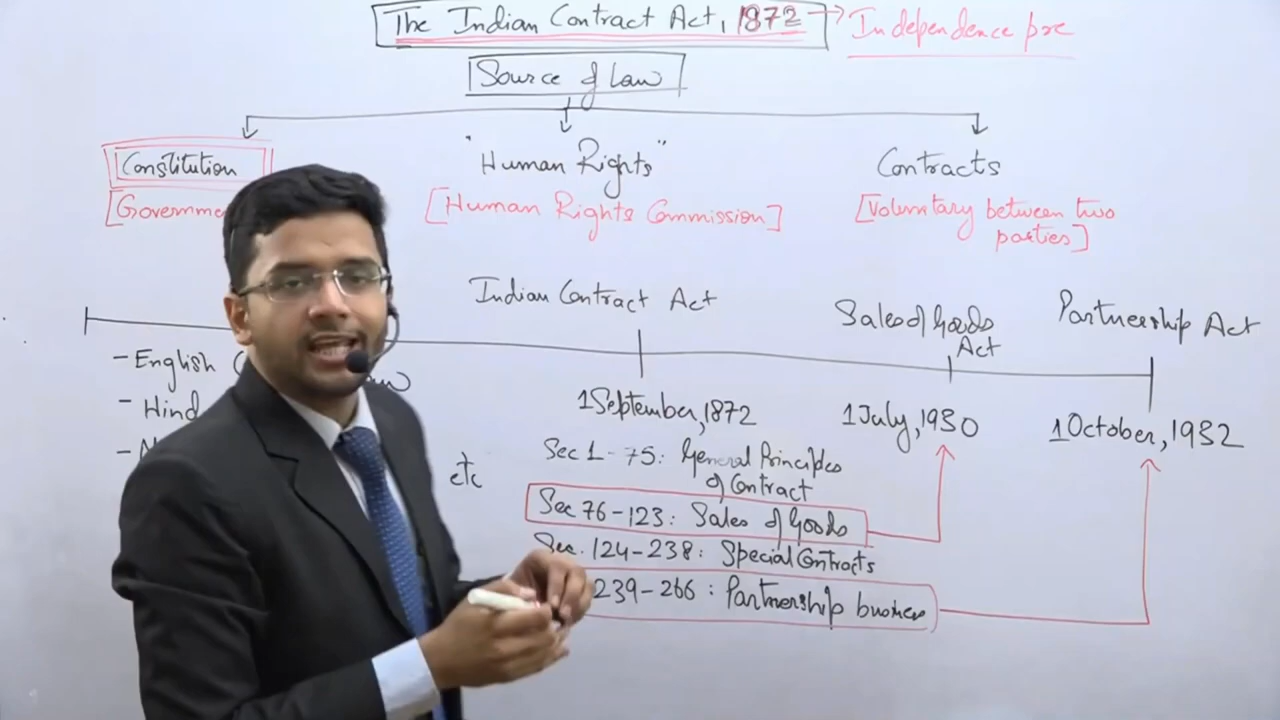 The Indian Contract Act, 1872 → Independence pre
Source of Law
Constitution
"Human Rights"
Contracts
[Governme
[Human Rights Commission]
[Voluntary between two
parties]
Indian Contract Act
Sales of Goods
Act
Partnership Act
- English
- Hind
-
etc
1 September, 1872
1 July, 1930
1 October, 1932
Sec 1-75: General Principles
of Contract
Sec 76-123: Sales of Goods
Sec. 124-238: Special Contracts
239-266: Partnership business